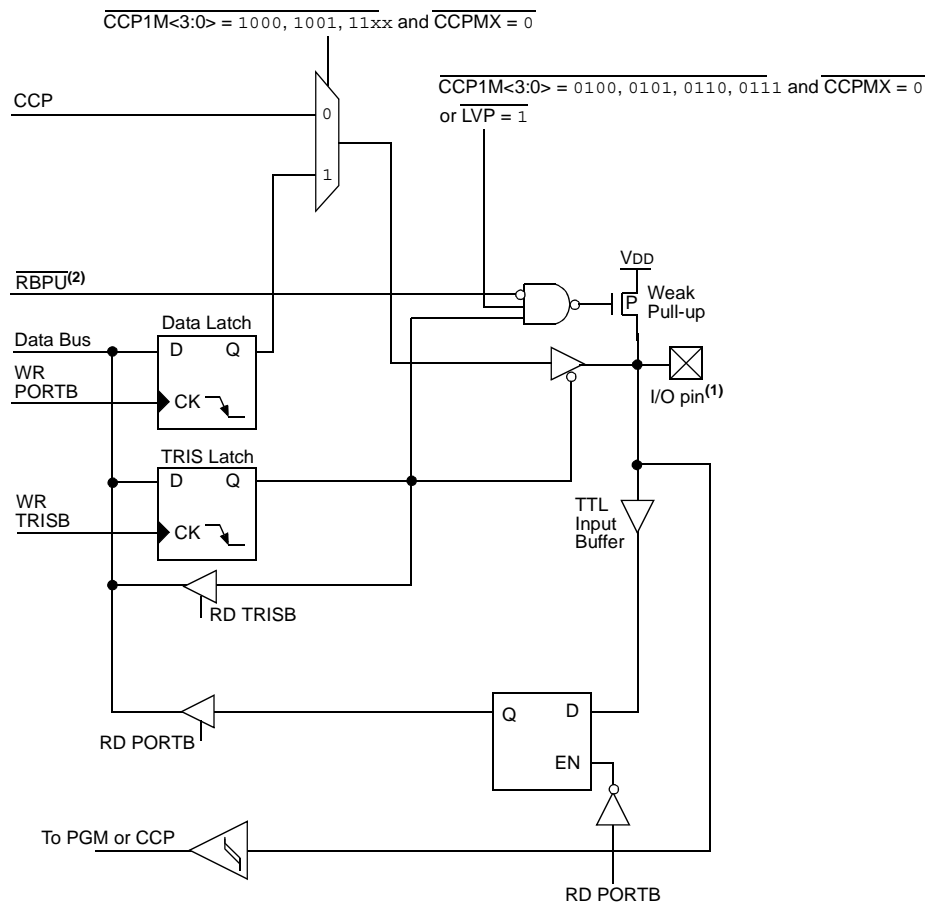 CCP1M<3:0> = 1000, 1001, 11xx and CCPMX = 0
CCP1M<3:0> = 0100, 0101, 0110, 0111 and CCPMX = 0
or LVP = 1
CCP
0
1
RBPU(2)
VDD
P
Weak
Pull-up
Data Latch
Data Bus
D
Q
WR
PORTB
CK
I/O pin(1)
TRIS Latch
D
Q
WR
TRISB
CK
TTL
Input
Buffer
RD TRISB
Q
D
RD PORTB
EN
To PGM or CCP
RD PORTB